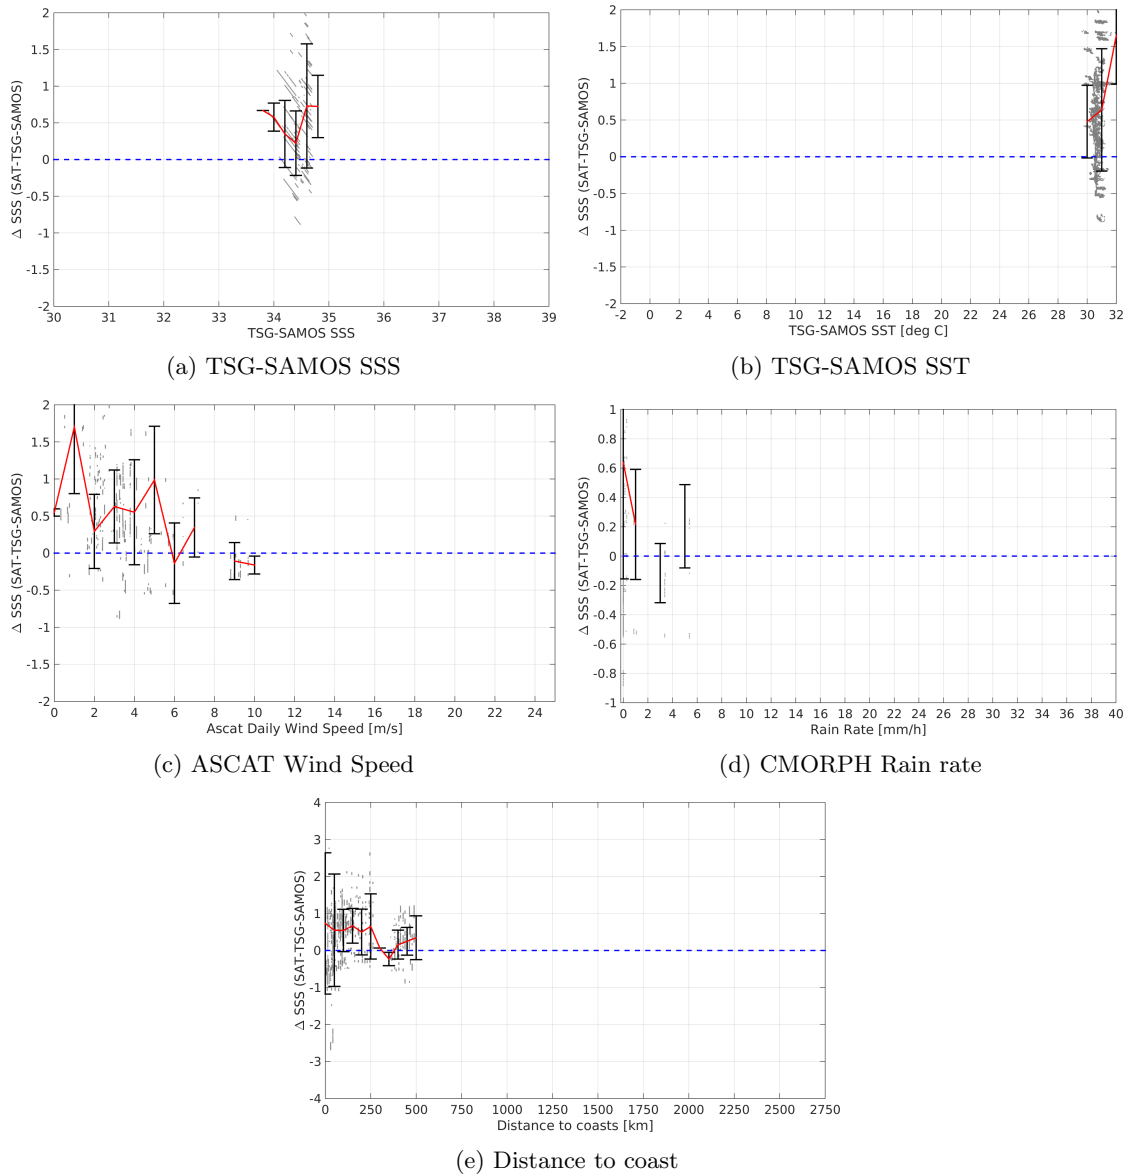 2
1.5
1
0.5
0
-0.5
-1
-1.5
-2
Δ SSS (SAT-TSG-SAMOS)
30 31 32 33 34 35 36 37 38 39
TSG-SAMOS SSS
(a) TSG-SAMOS SSS
2
1.5
1
0.5
0
-0.5
-1
-1.5
-2
Δ SSS (SAT-TSG-SAMOS)
-2 0 2 4 6 8 10 12 14 16 18 20 22 24 26 28 30 32
TSG-SAMOS SST [deg C]
(b) TSG-SAMOS SST
2
1.5
1
0.5
0
-0.5
-1
-1.5
-2
Δ SSS (SAT-TSG-SAMOS)
0 2 4 6 8 10 12 14 16 18 20 22 24
Ascat Daily Wind Speed [m/s]
(c) ASCAT Wind Speed
1
0.8
0.6
0.4
0.2
0
-0.2
-0.4
-0.6
-0.8
-1
Δ SSS (SAT-TSG-SAMOS)
0 2 4 6 8 10 12 14 16 18 20 22 24 26 28 30 32 34 36 38 40
Rain Rate [mm/h]
(d) CMORPH Rain rate
4
3
2
1
0
-1
-2
-3
-4
Δ SSS (SAT-TSG-SAMOS)
0 250 500 750 1000 1250 1500 1750 2000 2250 2500 2750
Distance to coasts [km]
(e) Distance to coast